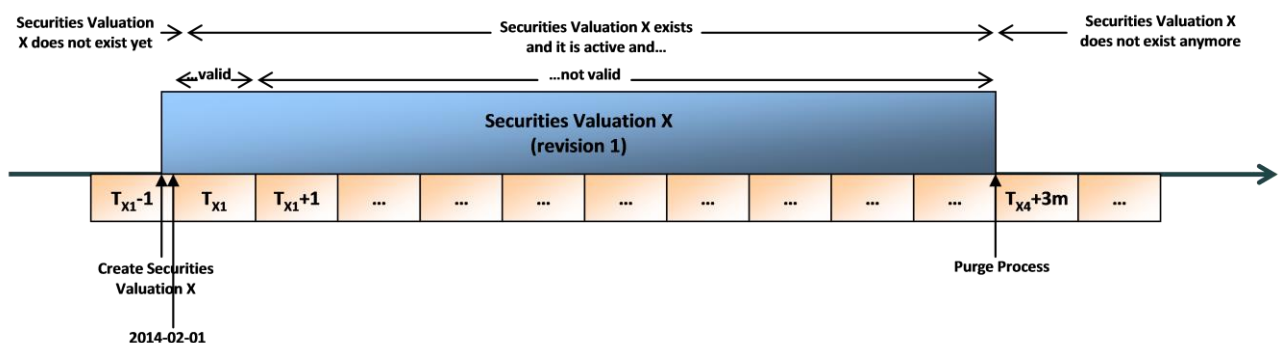 Securities Valuation
X does not exist yet
Securities Valuation X exists
and it is active and...
Securities Valuation X
does not exist anymore
...valid
...not valid
Securities Valuation X
(revision 1)
TX1-1
TX1
TX1+1
...
...
...
...
...
...
...
...
TX4+3m
...
Create Securities
Valuation X
Purge Process
2014-02-01